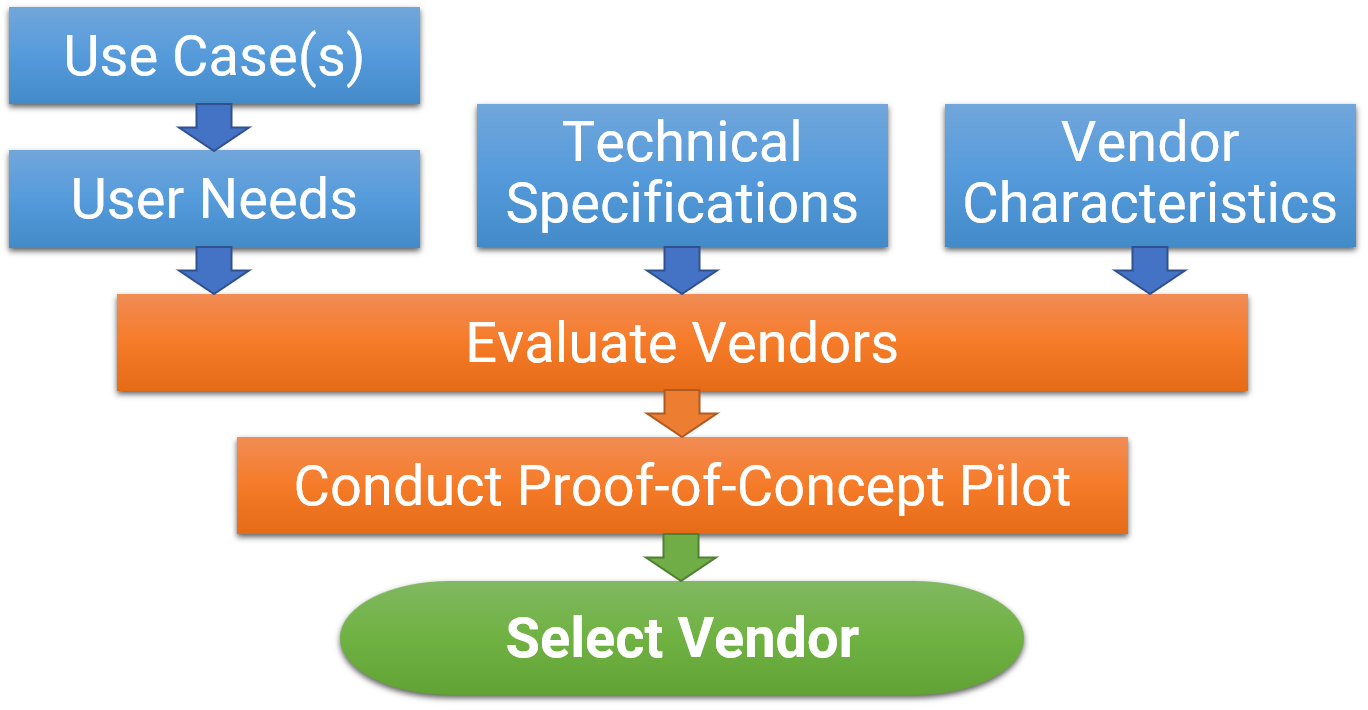 Use Case(s)
User Needs
Technical
Specifications
Vendor
Characteristics
Evaluate Vendors
Conduct Proof-of-Concept Pilot
Select Vendor